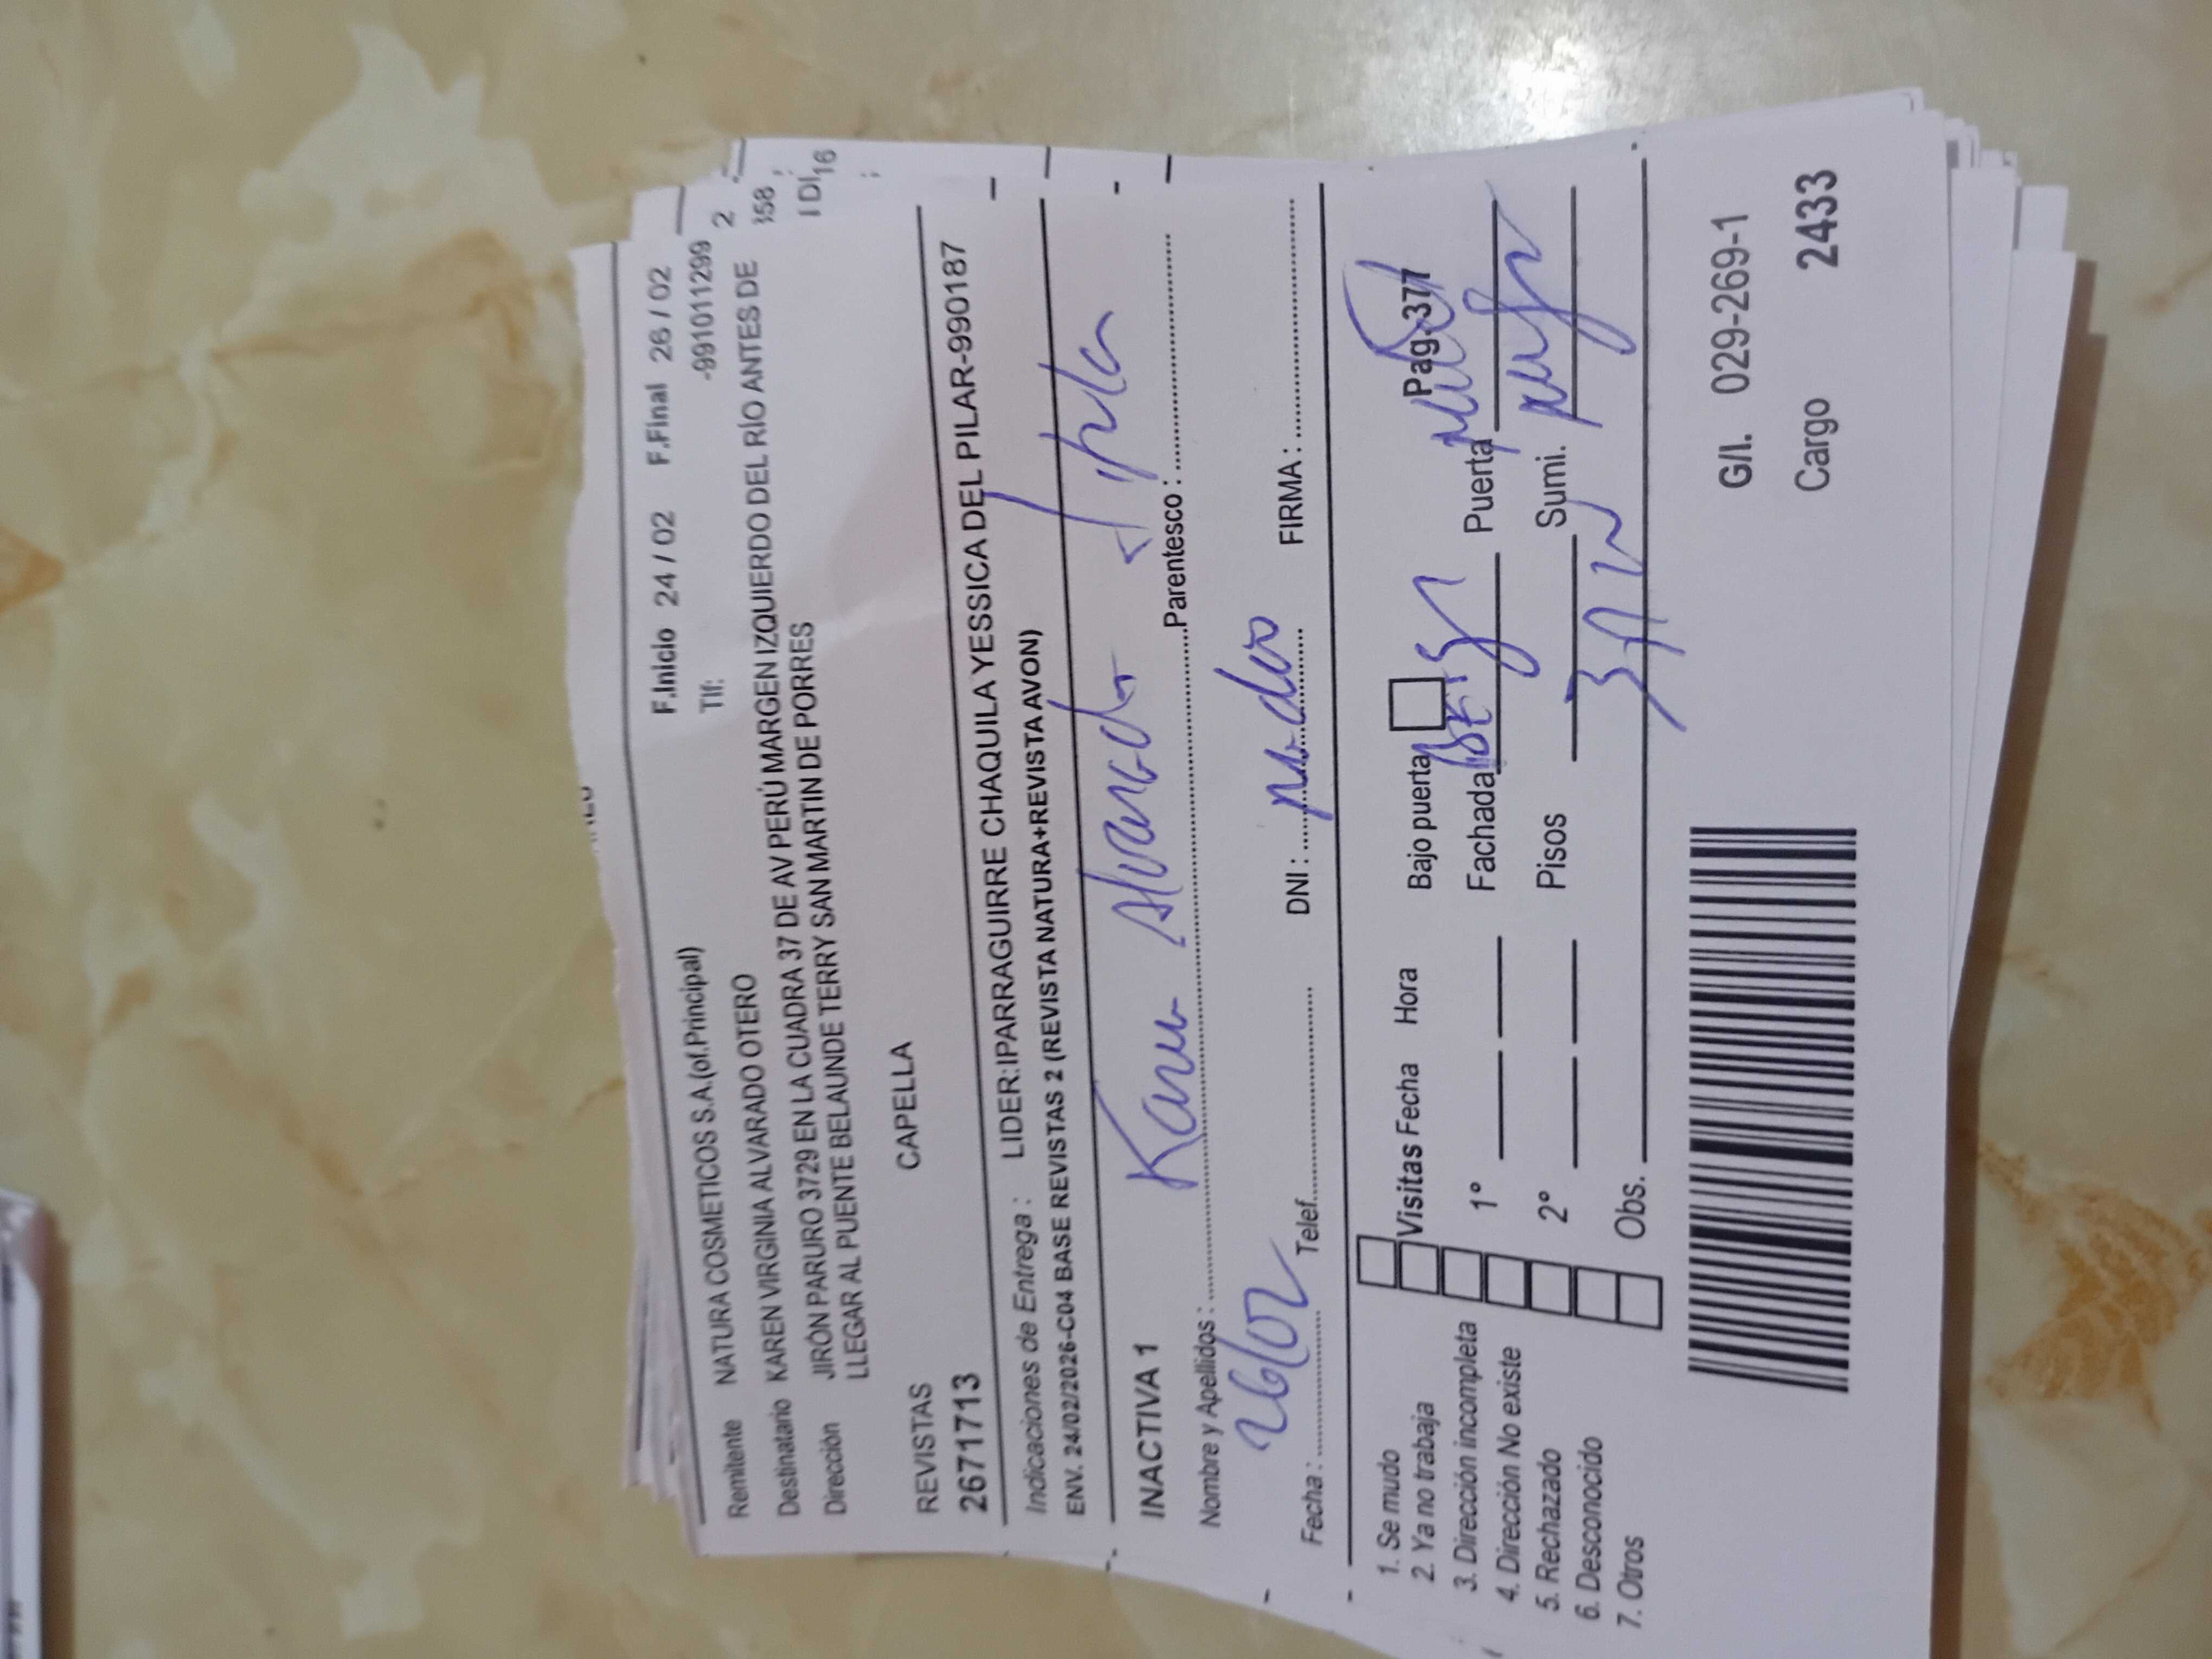 F.Inicio 24 / 02 F.Final 26 / 02
Remitente NATURA COSMETICOS S.A.(of.Principal) Tlf: -991011299
Destinatario KAREN VIRGINIA ALVARADO OTERO
Dirección JIRÓN PARURO 3729 EN LA CUADRA 37 DE AV PERÚ MARGEN IZQUIERDO DEL RÍO ANTES DE
LLEGAR AL PUENTE BELAUNDE TERRY SAN MARTIN DE PORRES
CAPELLA
REVISTAS
2671713
Indicaciones de Entrega : LIDER:IPARRAGUIRRE CHAQUILA YESSICA DEL PILAR-990187
ENV. 24/02/2026-C04 BASE REVISTAS 2 (REVISTA NATURA+REVISTA AVON)
INACTIVA 1
Karen Alvarado
Nombre y Apellidos : Parentesco :
26/02
Fecha : Telef. DNI : FIRMA :
Pag.-377
1. Se mudo
2. Ya no trabaja
3. Dirección incompleta
4. Dirección No existe
5. Rechazado
6. Desconocido
7. Otros
Visitas Fecha Hora Bajo puerta
1° Fachada Puerta
2° Pisos Sumi.
Obs.
G/I. 029-269-1
Cargo 2433
2
358
16